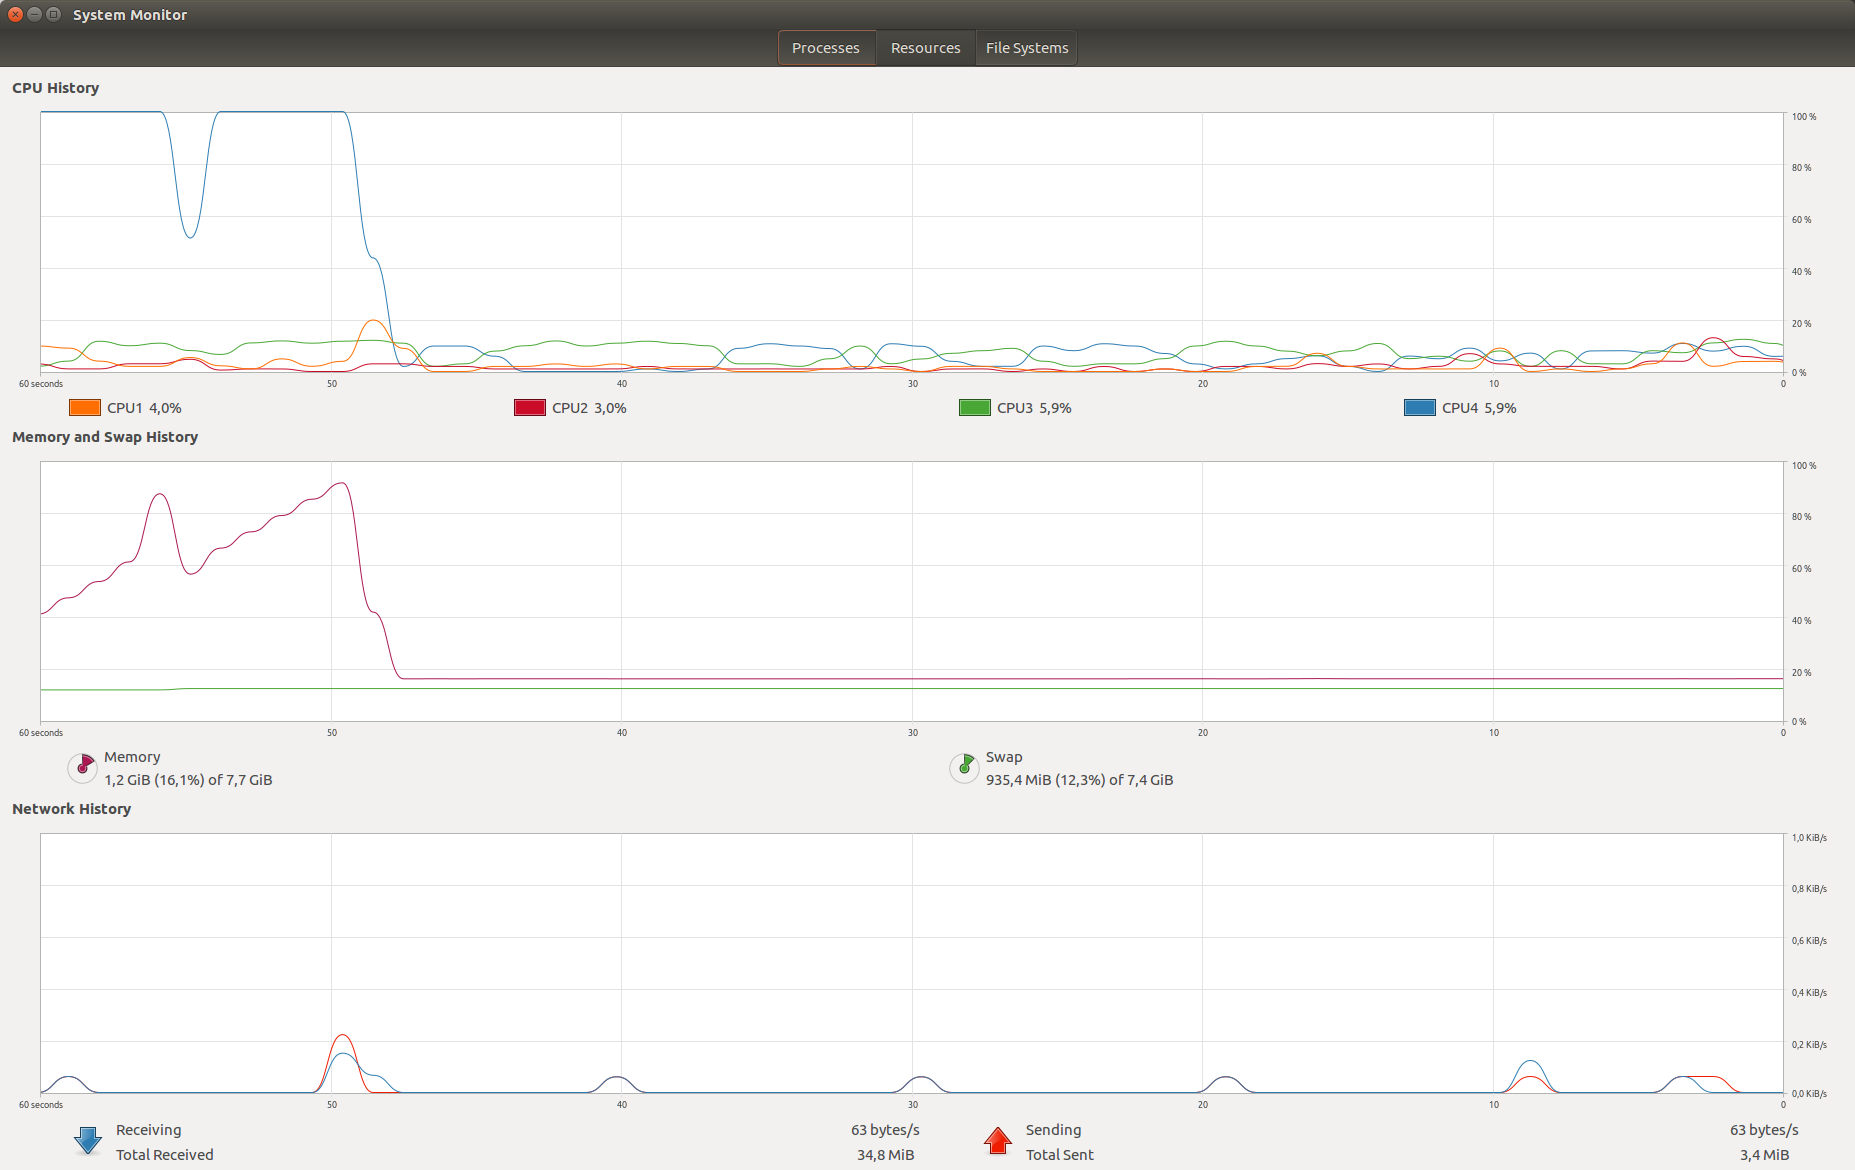 System Monitor
Processes Resources File Systems
CPU History
100 %
80 %
60 %
40 %
20 %
0 %
60 seconds 50 40 30 20 10 0
CPU1 4,0% CPU2 3,0% CPU3 5,9% CPU4 5,9%
Memory and Swap History
100 %
80 %
60 %
40 %
20 %
0 %
60 seconds 50 40 30 20 10 0
Memory Swap
1,2 GiB (16,1%) of 7,7 GiB 935,4 MiB (12,3%) of 7,4 GiB
Network History
1,0 KiB/s
0,8 KiB/s
0,6 KiB/s
0,4 KiB/s
0,2 KiB/s
0,0 KiB/s
60 seconds 50 40 30 20 10 0
Receiving 63 bytes/s Sending 63 bytes/s
Total Received 34,8 MiB Total Sent 3,4 MiB